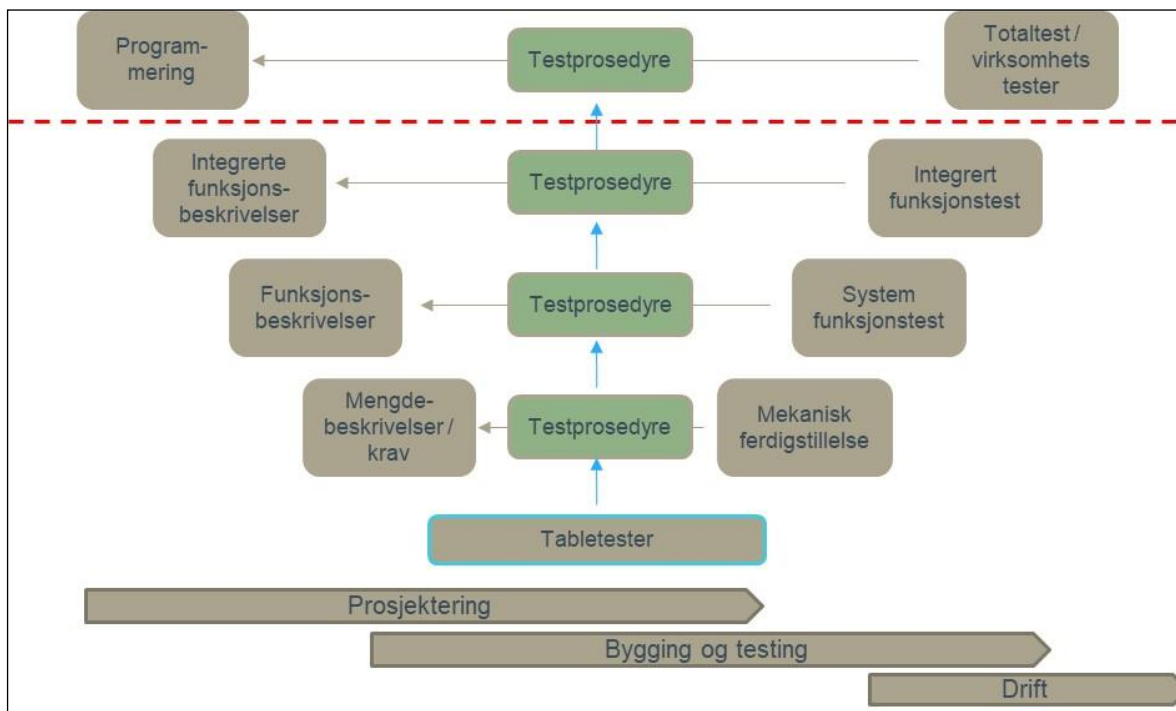 Program-
mering
Testprosedyre
Totaltest /
virksomhets
tester
Integrerte
funksjons-
beskrivelser
Testprosedyre
Integrert
funksjonstest
Funksjons-
beskrivelser
Testprosedyre
System
funksjonstest
Mengde-
beskrivelser /
krav
Testprosedyre
Mekanisk
ferdigstillelse
Tabletester
Prosjektering
Bygging og testing
Drift